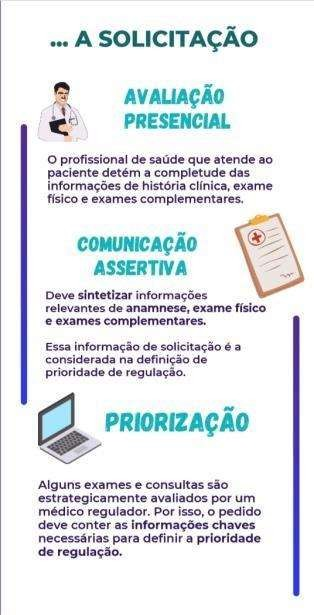 ... A SOLICITAÇÃO
AVALIAÇÃO
PRESENCIAL
O profissional de saúde que atende ao
paciente detém a completude das
informações de história clínica, exame
físico e exames complementares.
COMUNICAÇÃO
ASSERTIVA
Deve sintetizar informações
relevantes de anamnese, exame físico
e exames complementares.
Essa informação de solicitação é a
considerada na definição de
prioridade de regulação.
PRIORIZAÇÃO
Alguns exames e consultas são
estrategicamente avaliados por um
médico regulador. Por isso, o pedido
deve conter as informações chaves
necessárias para definir a prioridade
de regulação.